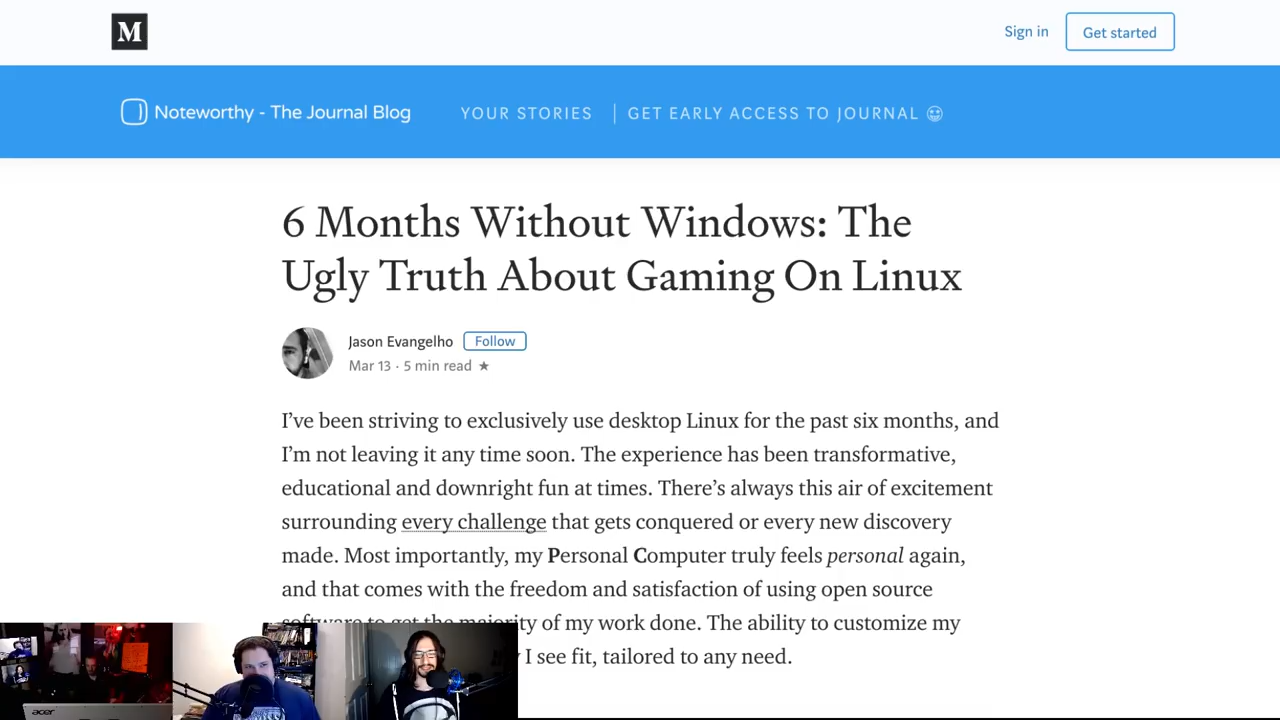 M
Sign in
Get started
Noteworthy - The Journal Blog
YOUR STORIES
GET EARLY ACCESS TO JOURNAL
6 Months Without Windows: The
Ugly Truth About Gaming On Linux
Jason Evangelho
Follow
Mar 13 · 5 min read ★
I’ve been striving to exclusively use desktop Linux for the past six months, and
I’m not leaving it any time soon. The experience has been transformative,
educational and downright fun at times. There’s always this air of excitement
surrounding every challenge that gets conquered or every new discovery
made. Most importantly, my Personal Computer truly feels personal again,
and that comes with the freedom and satisfaction of using open source
software to get the majority of my work done. The ability to customize my
I see fit, tailored to any need.
acer